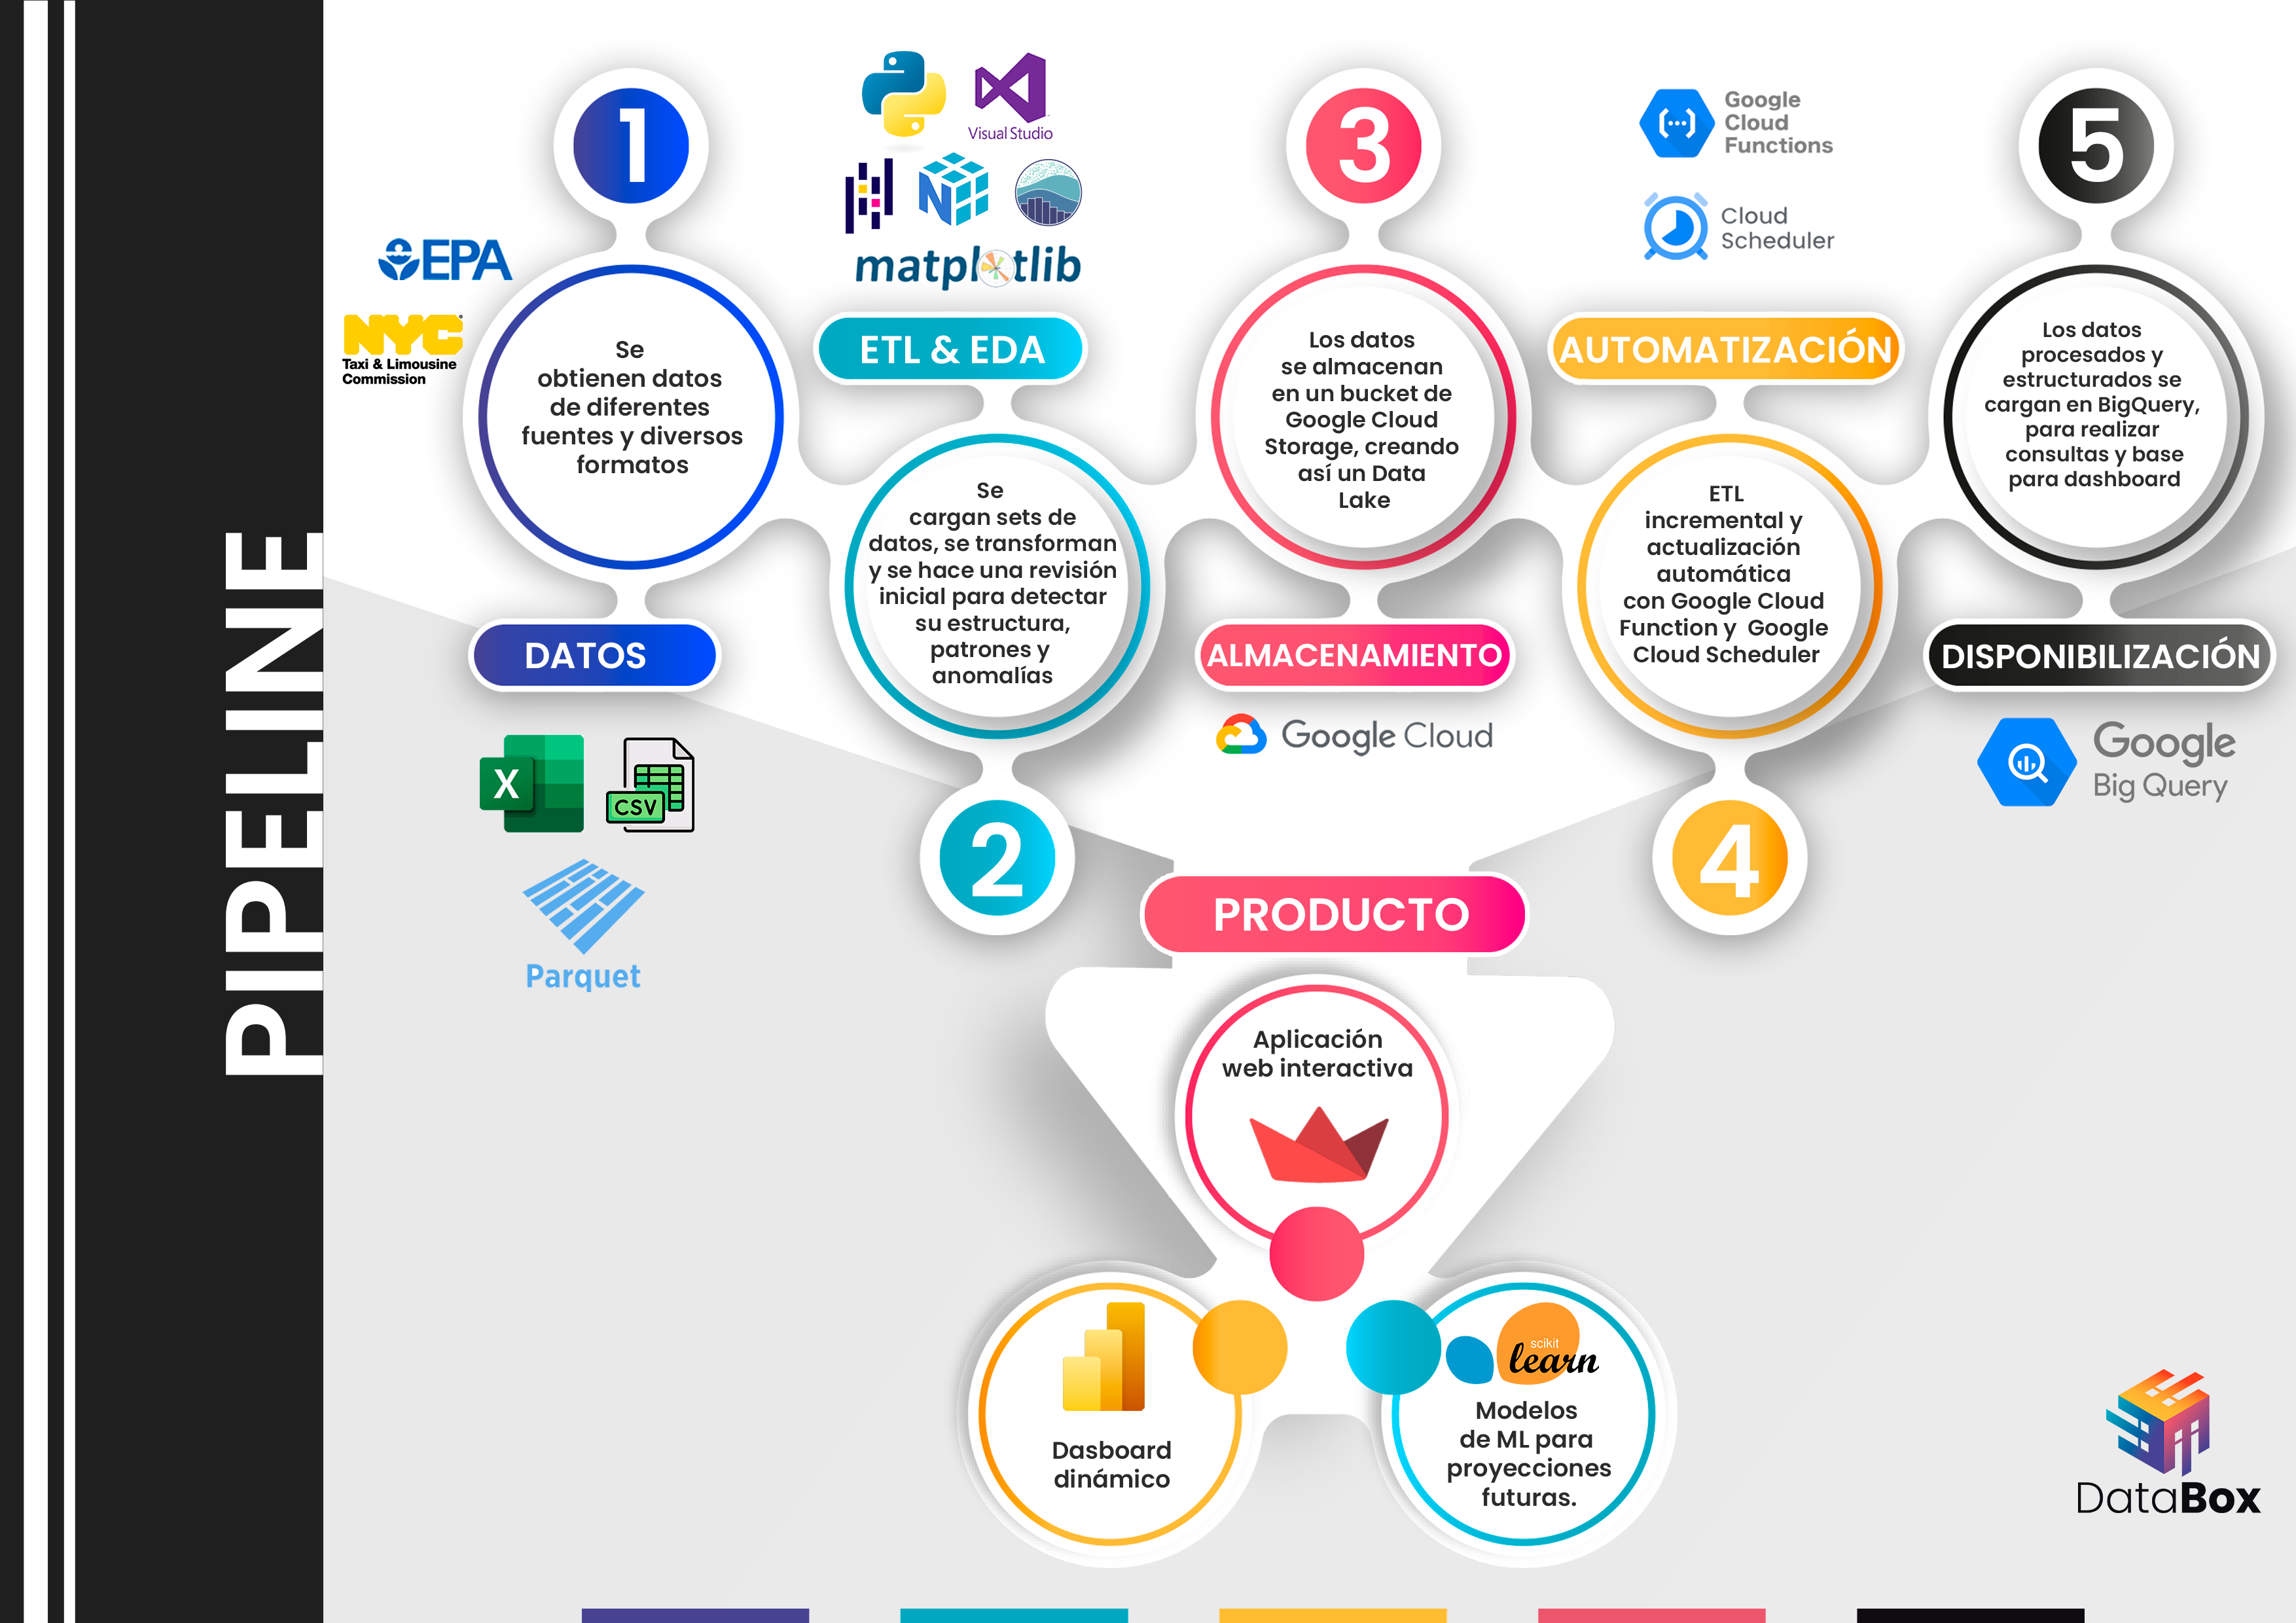 PIPELINE
1
EPA
NYC
Taxi & Limousine
Commission
Se
obtienen datos
de diferentes
fuentes y diversos
formatos
DATOS
X
CSV
Parquet
Visual Studio
N
matplotlib
ETL & EDA
Se
cargan sets de
datos, se transforman
y se hace una revisión
inicial para detectar
su estructura,
patrones y
anomalías
2
3
Los datos
se almacenan
en un bucket de
Google Cloud
Storage, creando
así un Data
Lake
ALMACENAMIENTO
Google Cloud
Google
Cloud
Functions
Cloud
Scheduler
AUTOMATIZACIÓN
ETL
incremental y
actualización
automática
con Google Cloud
Function y  Google
Cloud Scheduler
4
5
Los datos
procesados y
estructurados se
cargan en BigQuery,
para realizar
consultas y base
para dashboard
DISPONIBILIZACIÓN
Google
Big Query
PRODUCTO
Aplicación
web interactiva
Dasboard
dinámico
scikit
learn
Modelos
de ML para
proyecciones
futuras.
DataBox